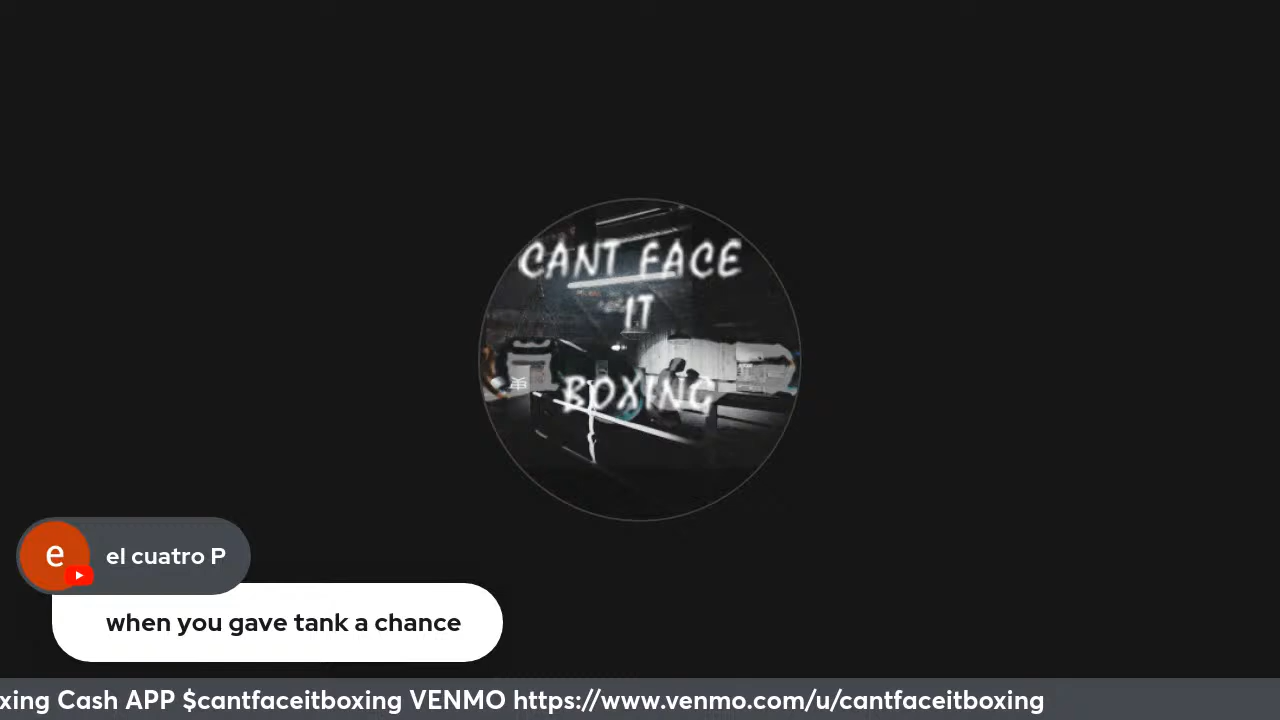 CANT FACE
IT
BOXING
e
el cuatro P
when you gave tank a chance
xing Cash APP $cantfaceitboxing VENMO https://www.venmo.com/u/cantfaceitboxing